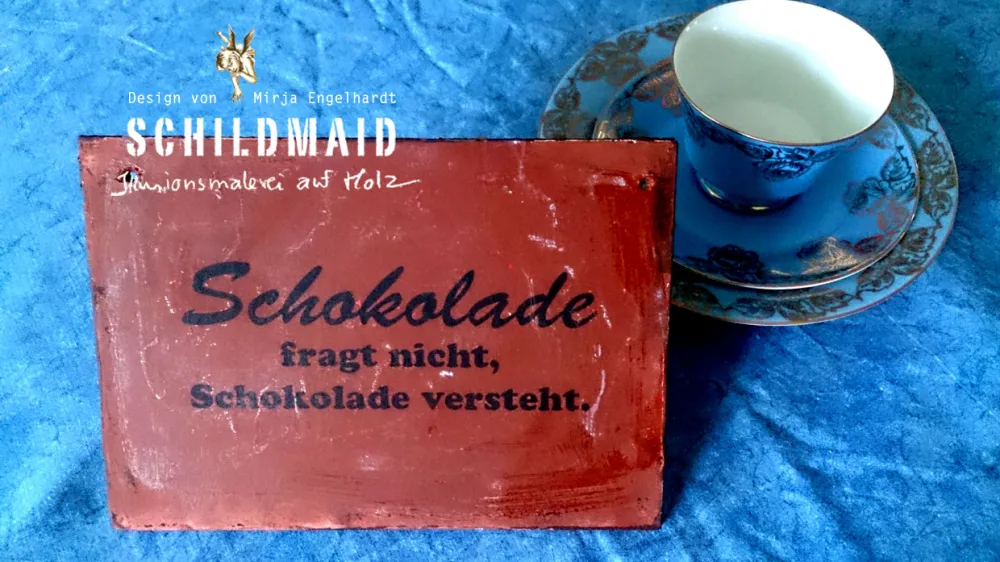 Design von Mirja Engelhardt
SCHILDMAID
Illusionsmalerei auf Holz
Schokolade
fragt nicht,
Schokolade versteht.